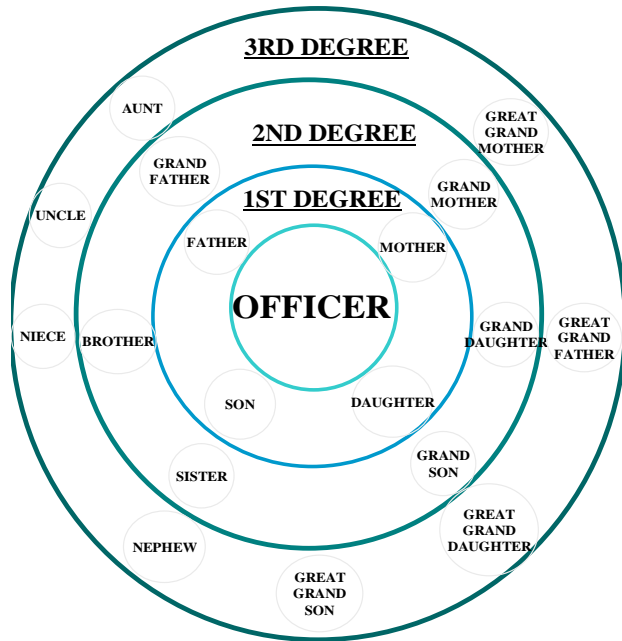 3RD DEGREE
AUNT
GREAT
GRAND
MOTHER
2ND DEGREE
GRAND
FATHER
GRAND
MOTHER
1ST DEGREE
UNCLE
FATHER
MOTHER
OFFICER
NIECE
BROTHER
GRAND
DAUGHTER
GREAT
GRAND
FATHER
SON
DAUGHTER
SISTER
GRAND
SON
NEPHEW
GREAT
GRAND
DAUGHTER
GREAT
GRAND
SON